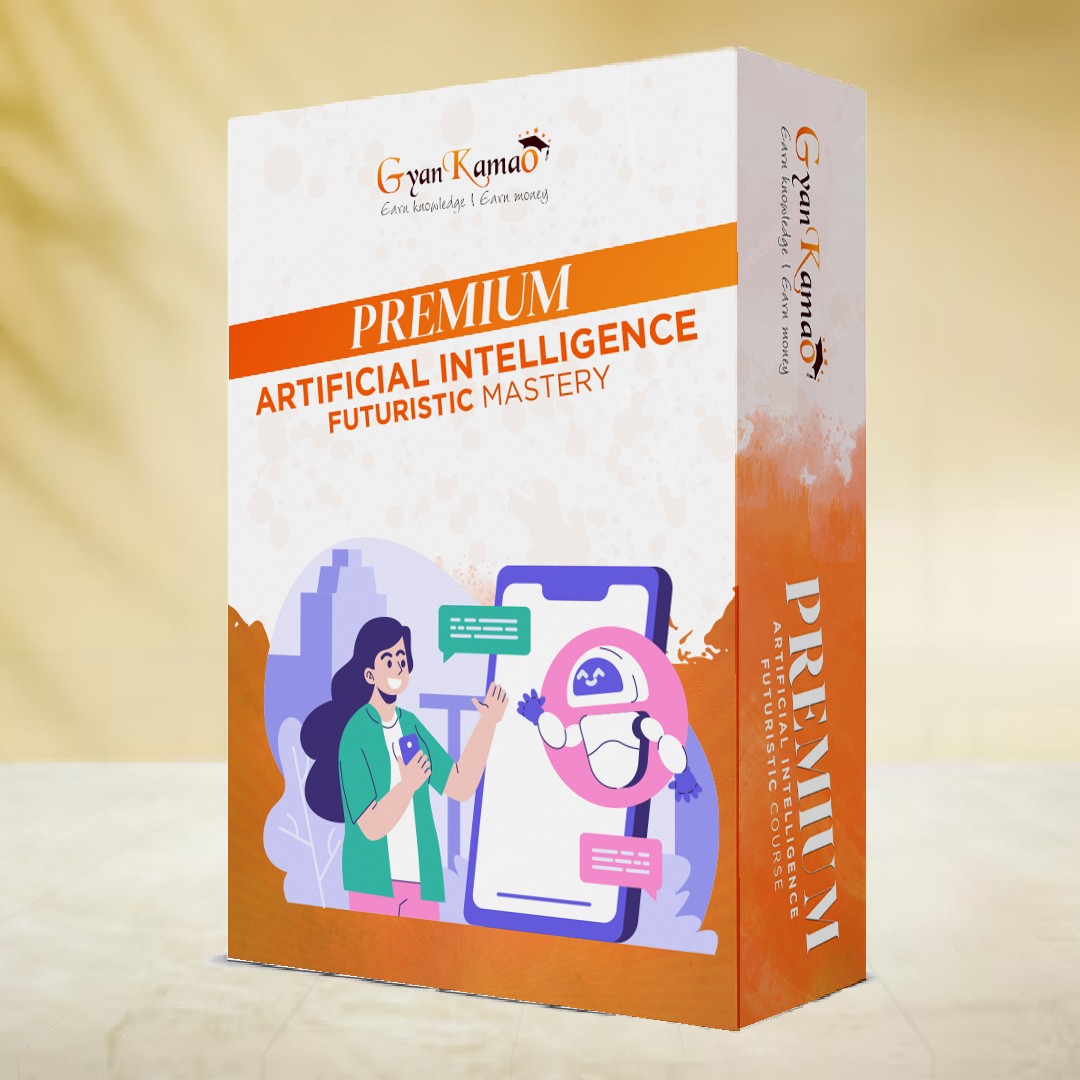 GyanKamaO
Earn knowledge ! Earn money
PREMIUM
ARTIFICIAL INTELLIGENCE
FUTURISTIC MASTERY
GyanKamaO
Earn knowledge ! Earn money
PREMIUM
ARTIFICIAL INTELLIGENCE
FUTURISTIC COURSE